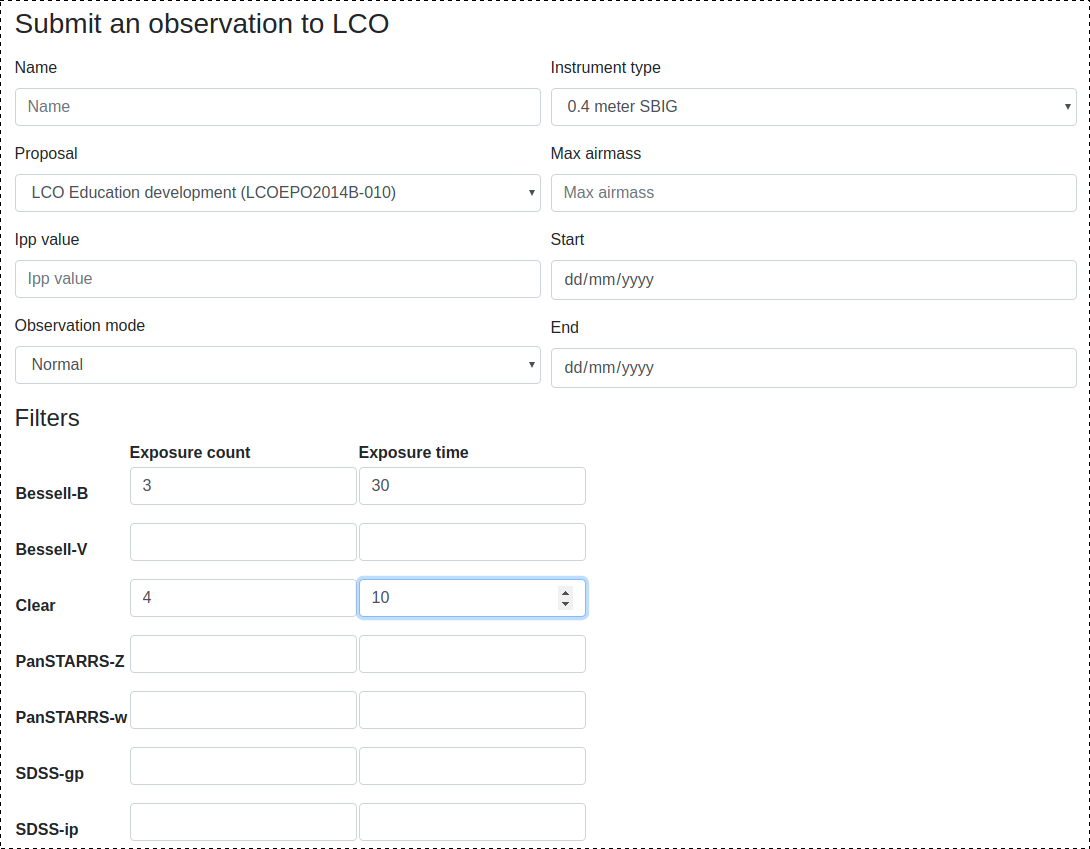 Submit an observation to LCO
Name
Name
Instrument type
0.4 meter SBIG
Proposal
LCO Education development (LCOEPO2014B-010)
Max airmass
Max airmass
Ipp value
Ipp value
Start
dd/mm/yyyy
Observation mode
Normal
End
dd/mm/yyyy
Filters
Exposure count Exposure time
Bessell-B 3 30
Bessell-V
Clear 4 10
PanSTARRS-Z
PanSTARRS-w
SDSS-gp
SDSS-ip